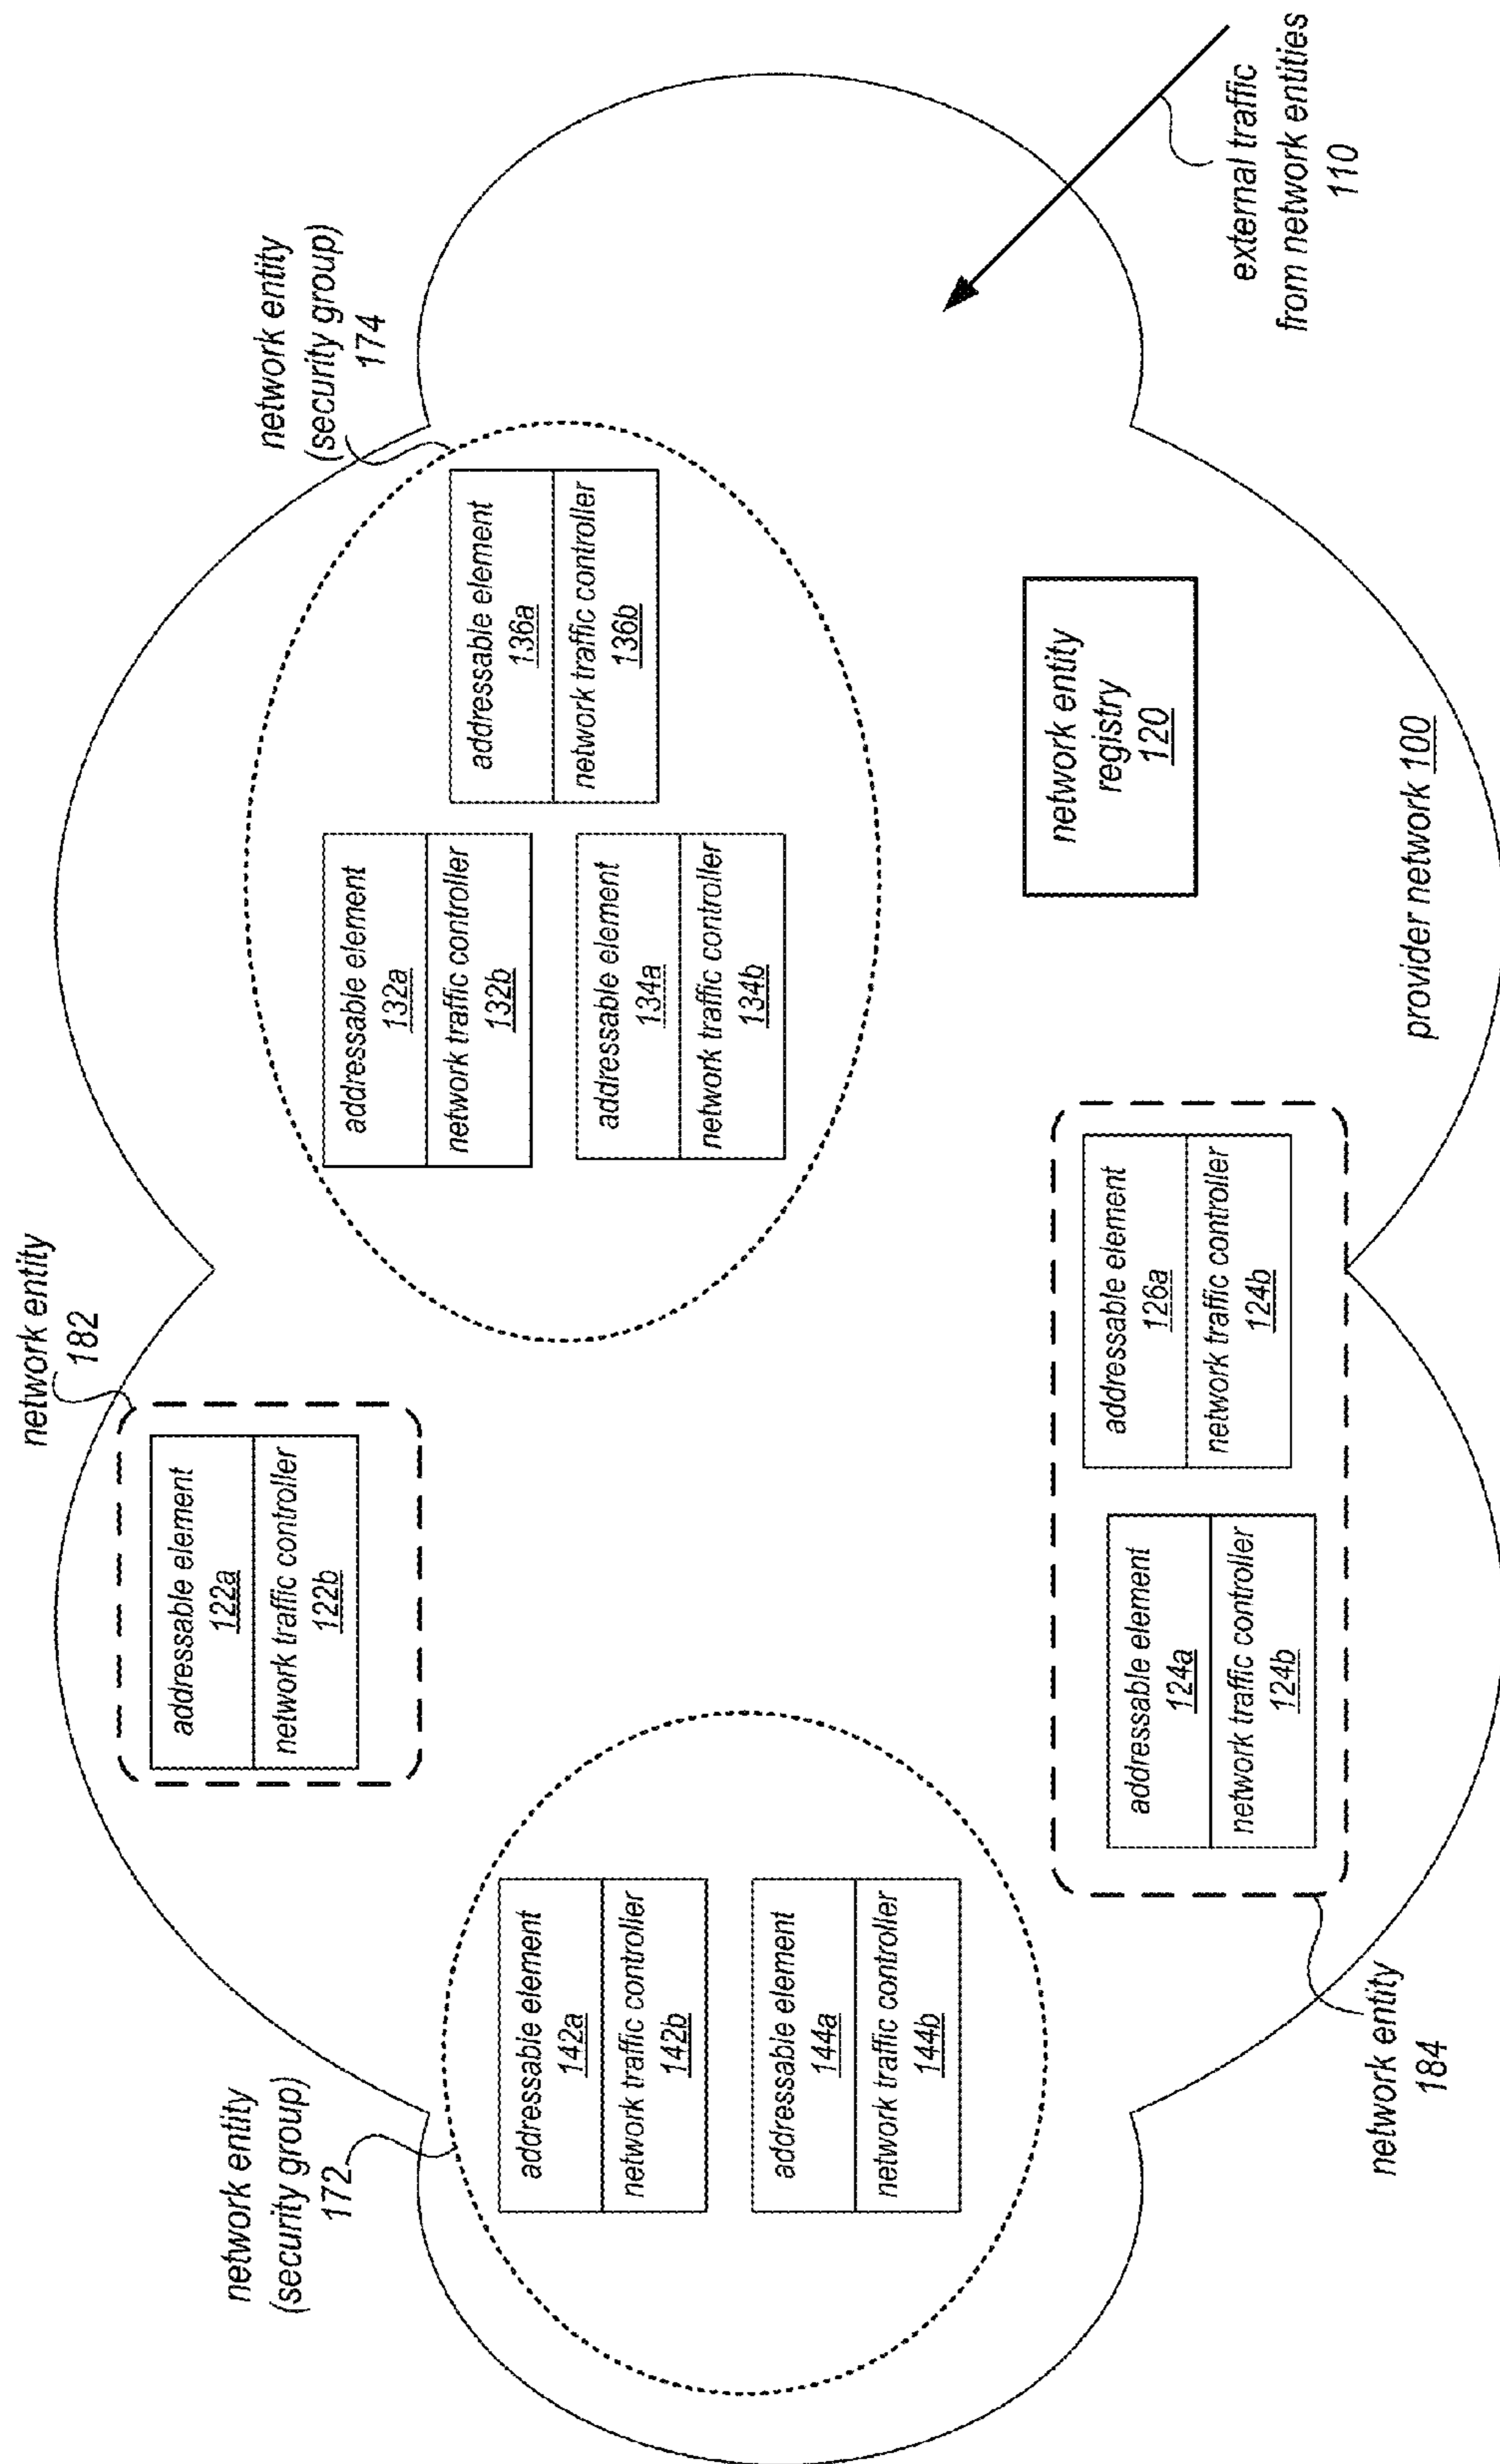 network entity
182
network entity
(security group)
172
network entity
(security group)
174
addressable element
122a
network traffic controller
122b
addressable element
142a
network traffic controller
142b
addressable element
144a
network traffic controller
144b
addressable element
132a
network traffic controller
132b
addressable element
134a
network traffic controller
134b
addressable element
136a
network traffic controller
136b
addressable element
124a
network traffic controller
124b
addressable element
126a
network traffic controller
124b
network entity
184
network entity
registry
120
provider network 100
external traffic
from network entities
110